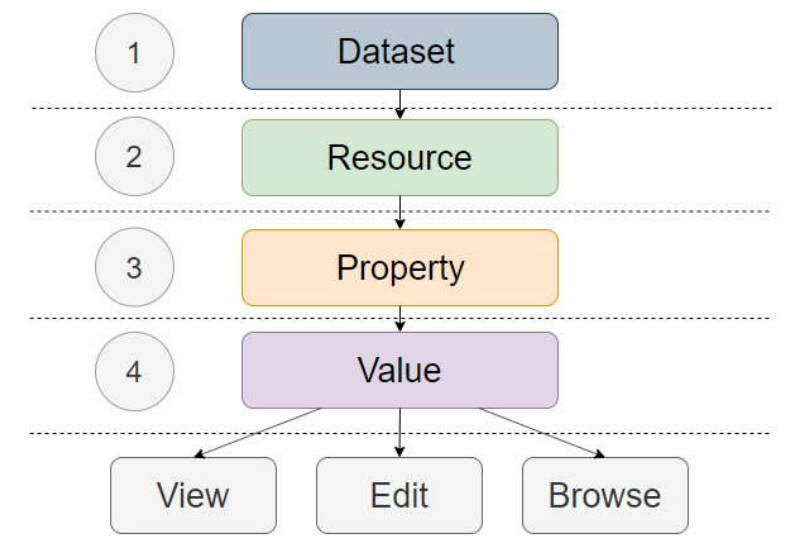 1
Dataset
2
Resource
3
Property
4
Value
View
Edit
Browse